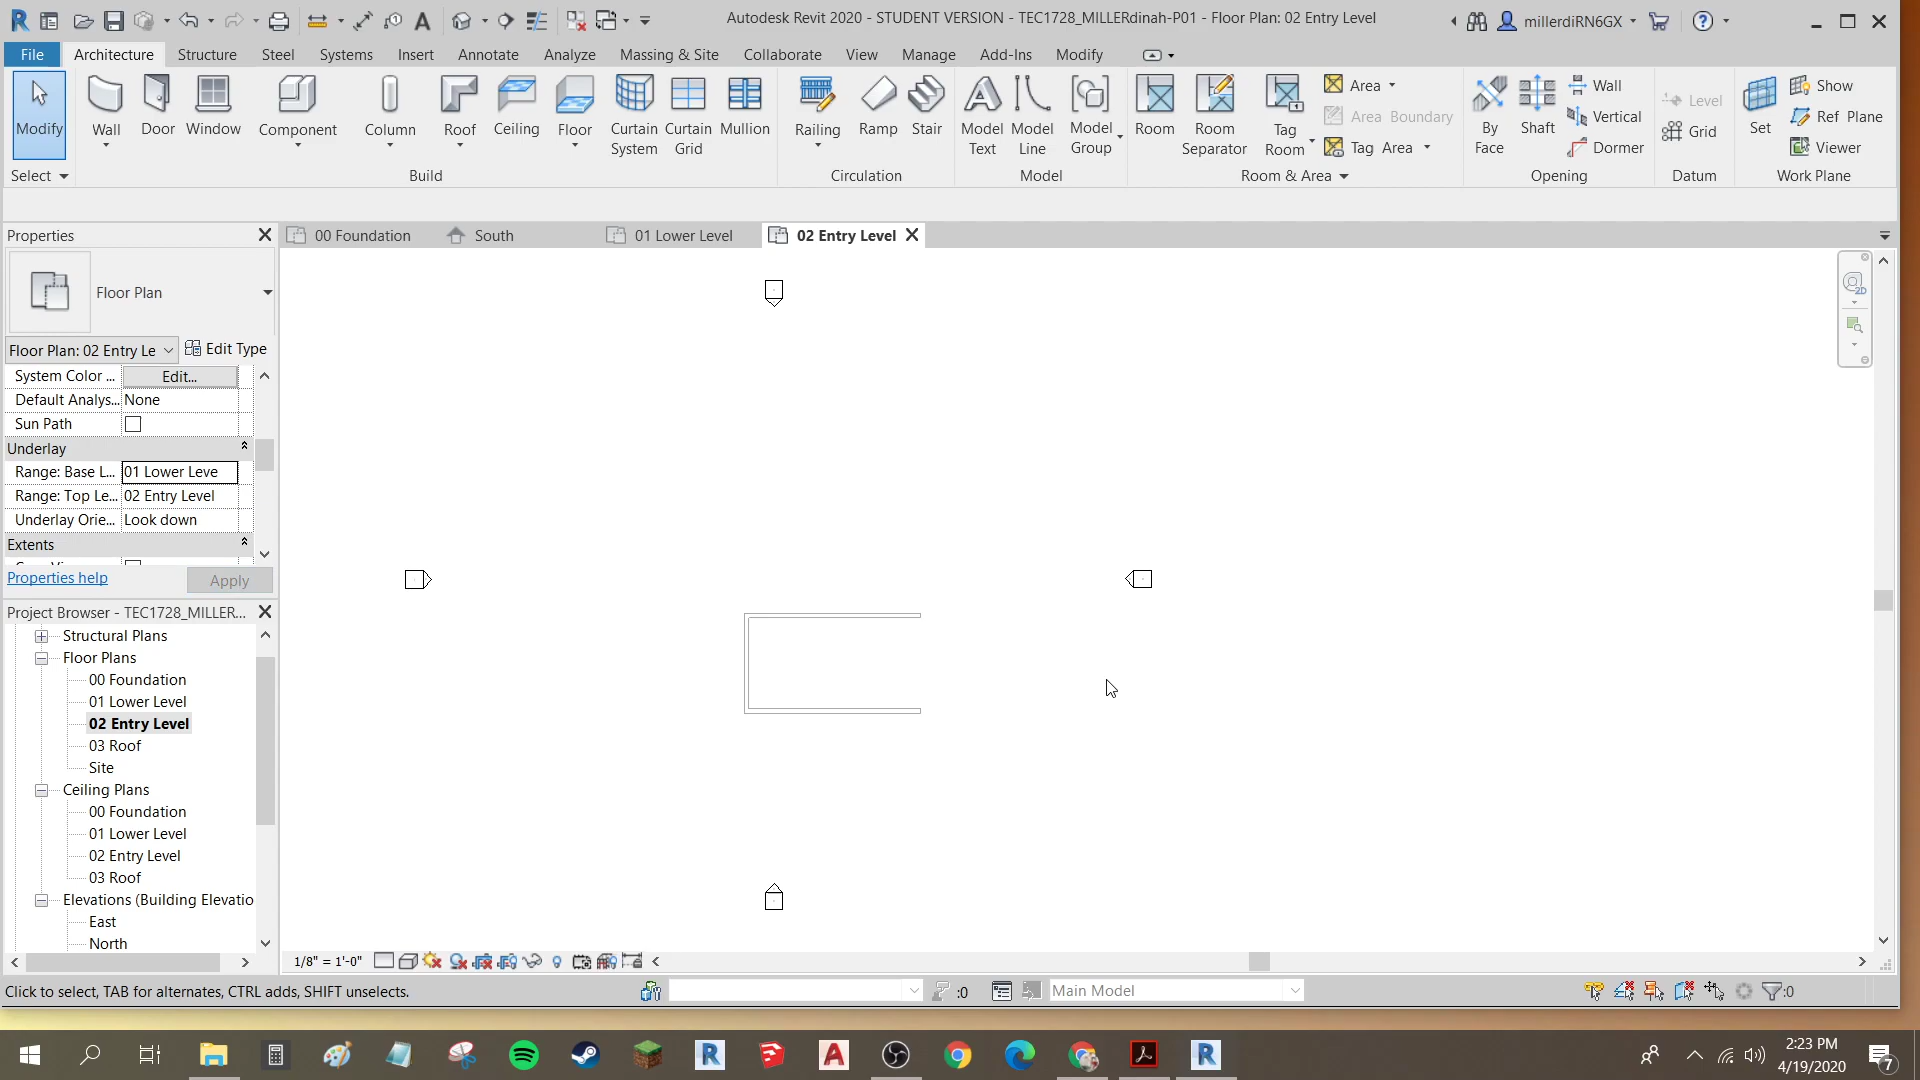 Autodesk Revit 2020 - STUDENT VERSION - TEC1728_MILLERdinah-P01 - Floor Plan: 02 Entry Level
millerdiRN6GX
File Architecture Structure Steel Systems Insert Annotate Analyze Massing & Site Collaborate View Manage Add-Ins Modify
Modify Wall Door Window Component Column Roof Ceiling Floor Curtain System Curtain Grid Mullion Railing Ramp Stair Model Text Model Line Model Group Room Room Separator Tag Room
Area
Area Boundary
Tag Area
By Face Shaft
Wall
Vertical
Dormer
Level
Grid
Set
Show
Ref Plane
Viewer
Select Build Circulation Model Room & Area Opening Datum Work Plane
Properties
00 Foundation South 01 Lower Level 02 Entry Level
2D
Floor Plan
Floor Plan: 02 Entry Le Edit Type
System Color ... Edit...
Default Analys... None
Sun Path
Underlay
Range: Base L... 01 Lower Leve
Range: Top Le... 02 Entry Level
Underlay Orie... Look down
Extents
Properties help Apply
Project Browser - TEC1728_MILLER...
Structural Plans
Floor Plans
00 Foundation
01 Lower Level
02 Entry Level
03 Roof
Site
Ceiling Plans
00 Foundation
01 Lower Level
02 Entry Level
03 Roof
Elevations (Building Elevatio
East
North
1/8" = 1'-0"
Click to select, TAB for alternates, CTRL adds, SHIFT unselects.
:0
Main Model
:0
2:23 PM
4/19/2020
7